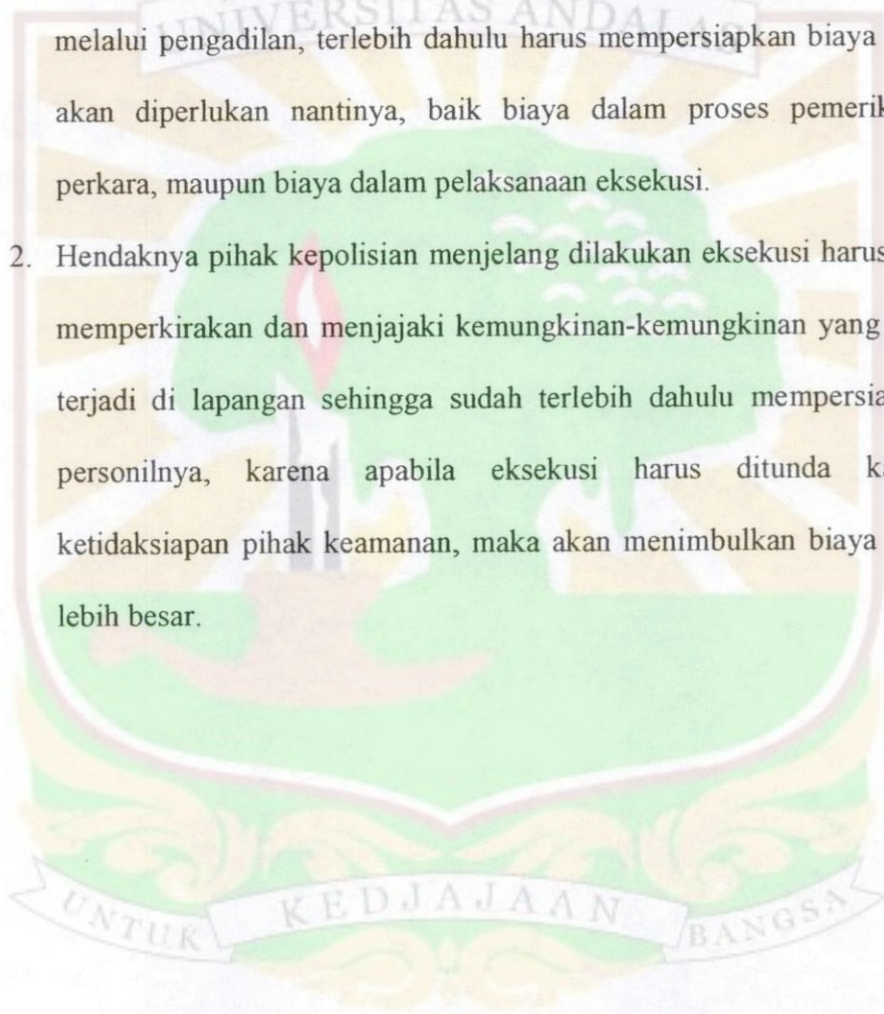 UNIVERSITAS ANDALAS
melalui pengadilan, terlebih dahulu harus mempersiapkan biaya
akan diperlukan nantinya, baik biaya dalam proses
perkara, maupun biaya dalam pelaksanaan eksekusi.
2. Hendaknya pihak kepolisian menjelang dilakukan eksekusi harus
memperkirakan dan menjajaki kemungkinan-kemungkinan yang
terjadi di lapangan sehingga sudah terlebih dahulu
personilnya, karena apabila eksekusi harus ditunda
ketidaksiapan pihak keamanan, maka akan menimbulkan biaya
lebih besar.
UNTUK KEDJAJAAN BANGSA